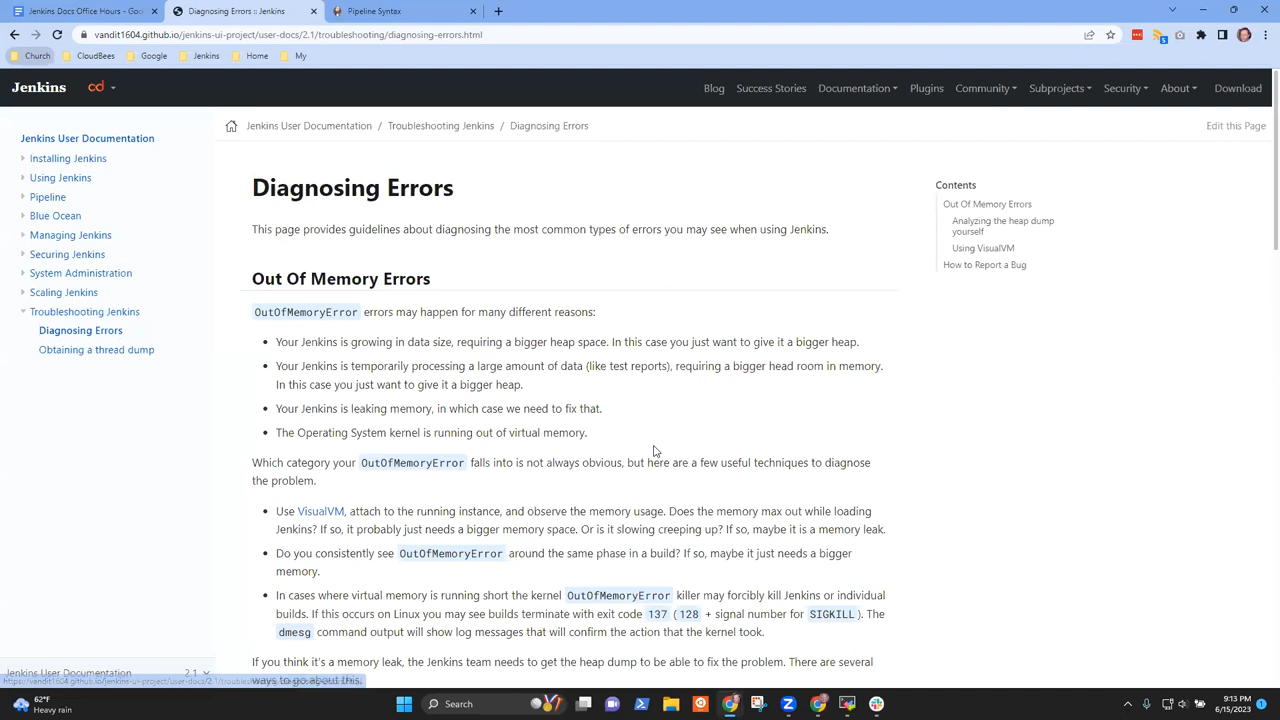 Jenkins Docs Office Hours - Goo
Diagnosing Errors :: Jenkins
Pipeline Syntax
vandit1604.github.io/jenkins-ui-project/user-docs/2.1/troubleshooting/diagnosing-errors.html
Church
CloudBees
Google
Jenkins
Home
My
Jenkins
cd
Blog
Success Stories
Documentation
Plugins
Community
Subprojects
Security
About
Download
Jenkins User Documentation / Troubleshooting Jenkins / Diagnosing Errors
Edit this Page
Jenkins User Documentation
Installing Jenkins
Using Jenkins
Pipeline
Blue Ocean
Managing Jenkins
Securing Jenkins
System Administration
Scaling Jenkins
Troubleshooting Jenkins
Diagnosing Errors
Obtaining a thread dump
Diagnosing Errors
This page provides guidelines about diagnosing the most common types of errors you may see when using Jenkins.
Out Of Memory Errors
OutOfMemoryError errors may happen for many different reasons:
• Your Jenkins is growing in data size, requiring a bigger heap space. In this case you just want to give it a bigger heap.
• Your Jenkins is temporarily processing a large amount of data (like test reports), requiring a bigger head room in memory.
In this case you just want to give it a bigger heap.
• Your Jenkins is leaking memory, in which case we need to fix that.
• The Operating System kernel is running out of virtual memory.
Which category your OutOfMemoryError falls into is not always obvious, but here are a few useful techniques to diagnose
the problem.
• Use VisualVM, attach to the running instance, and observe the memory usage. Does the memory max out while loading
Jenkins? If so, it probably just needs a bigger memory space. Or is it slowing creeping up? If so, maybe it is a memory leak.
• Do you consistently see OutOfMemoryError around the same phase in a build? If so, maybe it just needs a bigger
memory.
• In cases where virtual memory is running short the kernel OutOfMemoryError killer may forcibly kill Jenkins or individual
builds. If this occurs on Linux you may see builds terminate with exit code 137 (128 + signal number for SIGKILL). The
dmesg command output will show log messages that will confirm the action that the kernel took.
If you think it's a memory leak, the Jenkins team needs to get the heap dump to be able to fix the problem. There are several
ways to go about this.
Contents
Out Of Memory Errors
Analyzing the heap dump
yourself
Using VisualVM
How to Report a Bug
Jenkins User Documentation
2.1
https://vandit1604.github.io/jenkins-ui-project/user-docs/2.1/troubles
62°F
Heavy rain
Search
9:13 PM
6/15/2023